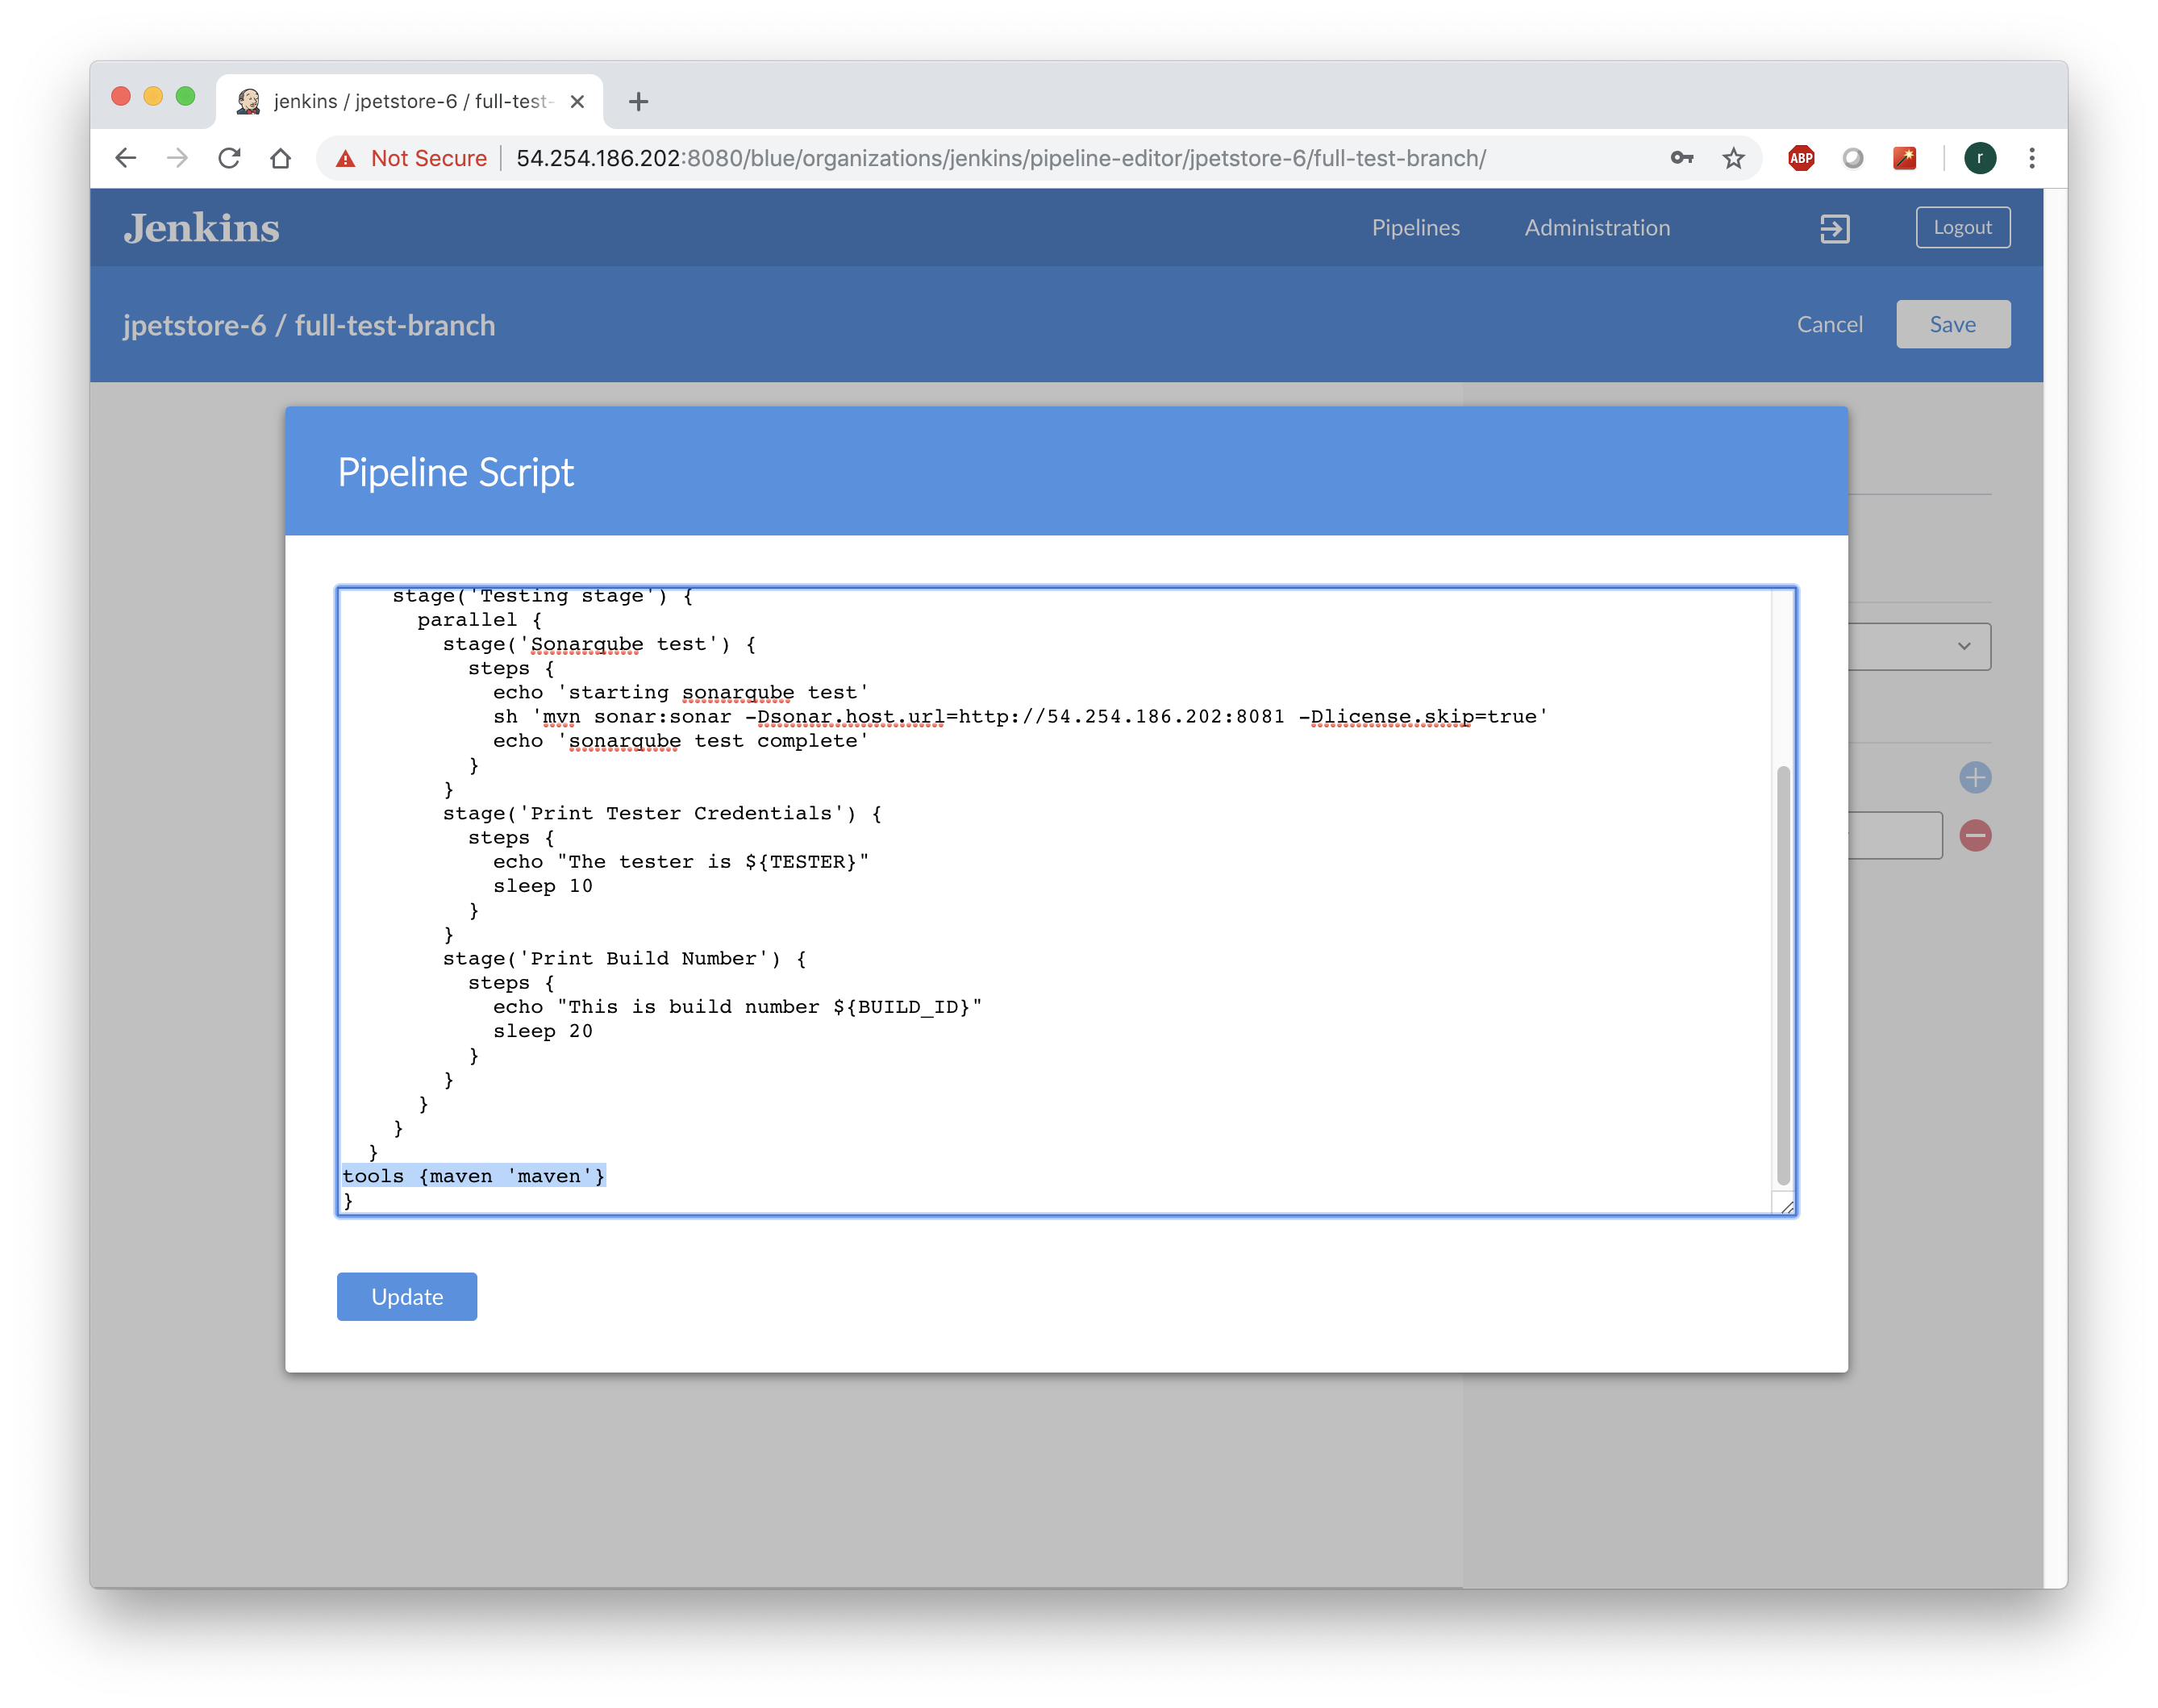 jenkins / jpetstore-6 / full-test-
Not Secure 54.254.186.202:8080/blue/organizations/jenkins/pipeline-editor/jpetstore-6/full-test-branch/
ABP
r
Jenkins
Pipelines
Administration
Logout
jpetstore-6 / full-test-branch
Cancel
Save
Pipeline Script
stage('Testing stage') {
parallel {
stage('Sonarqube test') {
steps {
echo 'starting sonarqube test'
sh 'mvn sonar:sonar -Dsonar.host.url=http://54.254.186.202:8081 -Dlicense.skip=true'
echo 'sonarqube test complete'
}
}
stage('Print Tester Credentials') {
steps {
echo "The tester is ${TESTER}"
sleep 10
}
}
stage('Print Build Number') {
steps {
echo "This is build number ${BUILD_ID}"
sleep 20
}
}
}
}
}
tools {maven 'maven'}
}
Update